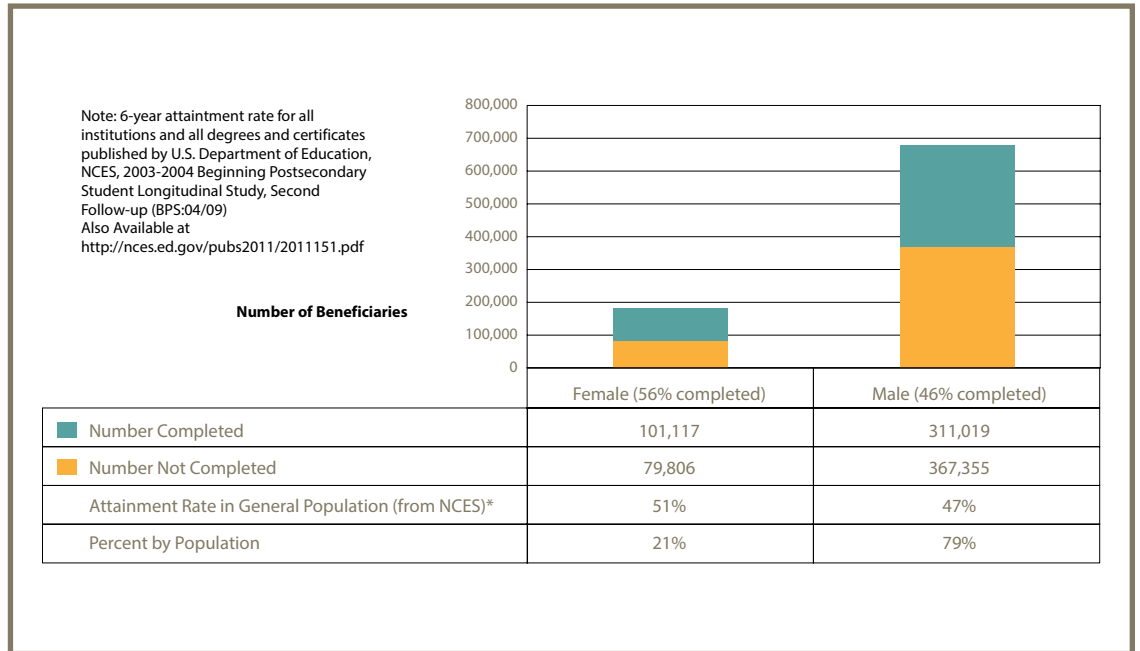 Note: 6-year attaintment rate for all
institutions and all degrees and certificates
published by U.S. Department of Education,
NCES, 2003-2004 Beginning Postsecondary
Student Longitudinal Study, Second
Follow-up (BPS:04/09)
Also Available at
http://nces.ed.gov/pubs2011/2011151.pdf
Number of Beneficiaries
800,000
700,000
600,000
500,000
400,000
300,000
200,000
100,000
0
Female (56% completed) Male (46% completed)
Number Completed 101,117 311,019
Number Not Completed 79,806 367,355
Attainment Rate in General Population (from NCES)* 51% 47%
Percent by Population 21% 79%